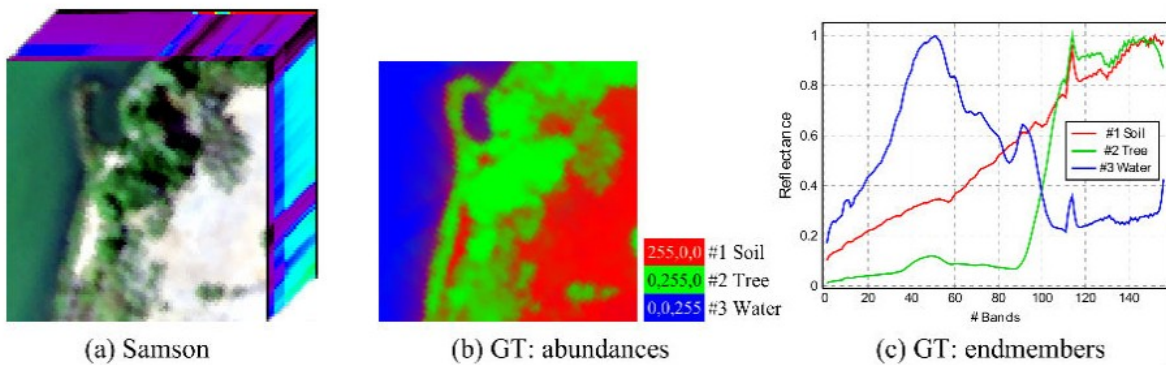 255,0,0 #1 Soil
0,255,0 #2 Tree
0,0,255 #3 Water
Reflectance
1
0.8
0.6
0.4
0.2
0
#1 Soil
#2 Tree
#3 Water
0 20 40 60 80 100 120 140
# Bands
(a) Samson
(b) GT: abundances
(c) GT: endmembers